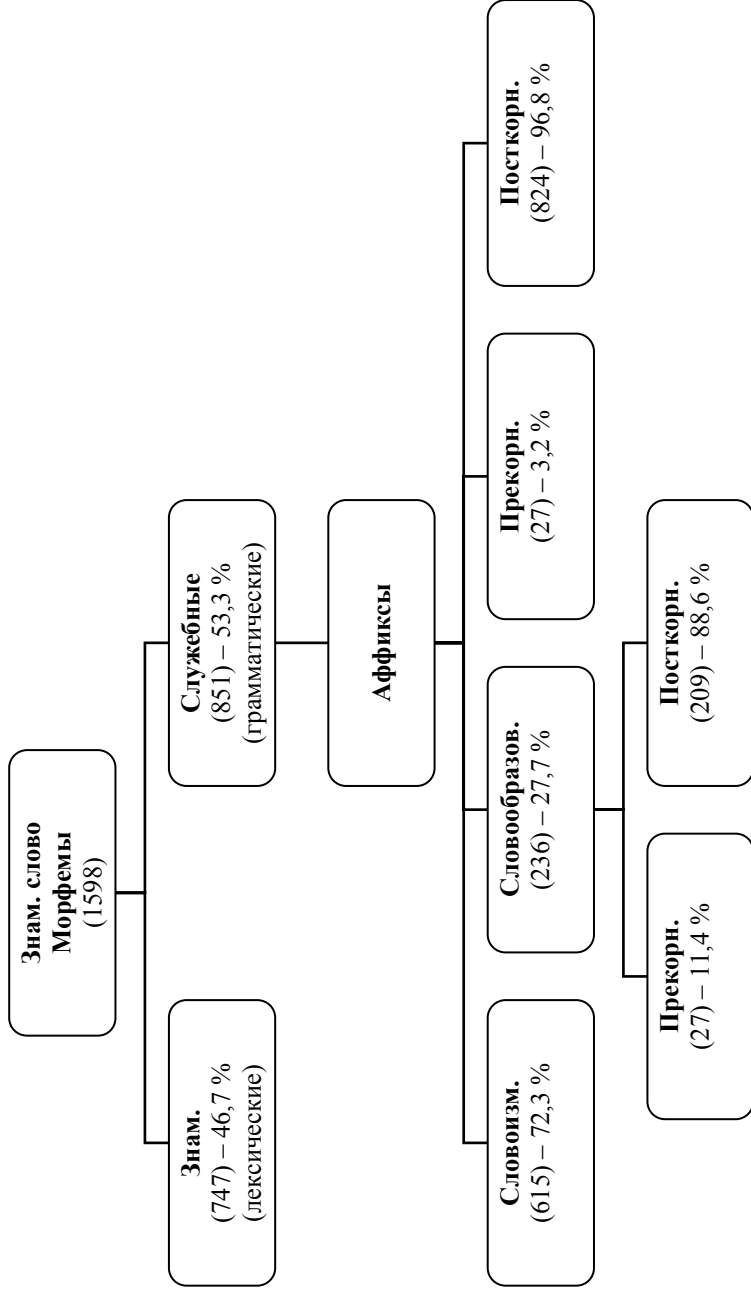 Знам. слово
Морфемы
(1598)
Знам.
(747) – 46,7 %
(лексические)
Служебные
(851) – 53,3 %
(грамматические)
Аффиксы
Словоизм.
(615) – 72,3 %
Словообразов.
(236) – 27,7 %
Прекорн.
(27) – 3,2 %
Посткорн.
(824) – 96,8 %
Прекорн.
(27) – 11,4 %
Посткорн.
(209) – 88,6 %